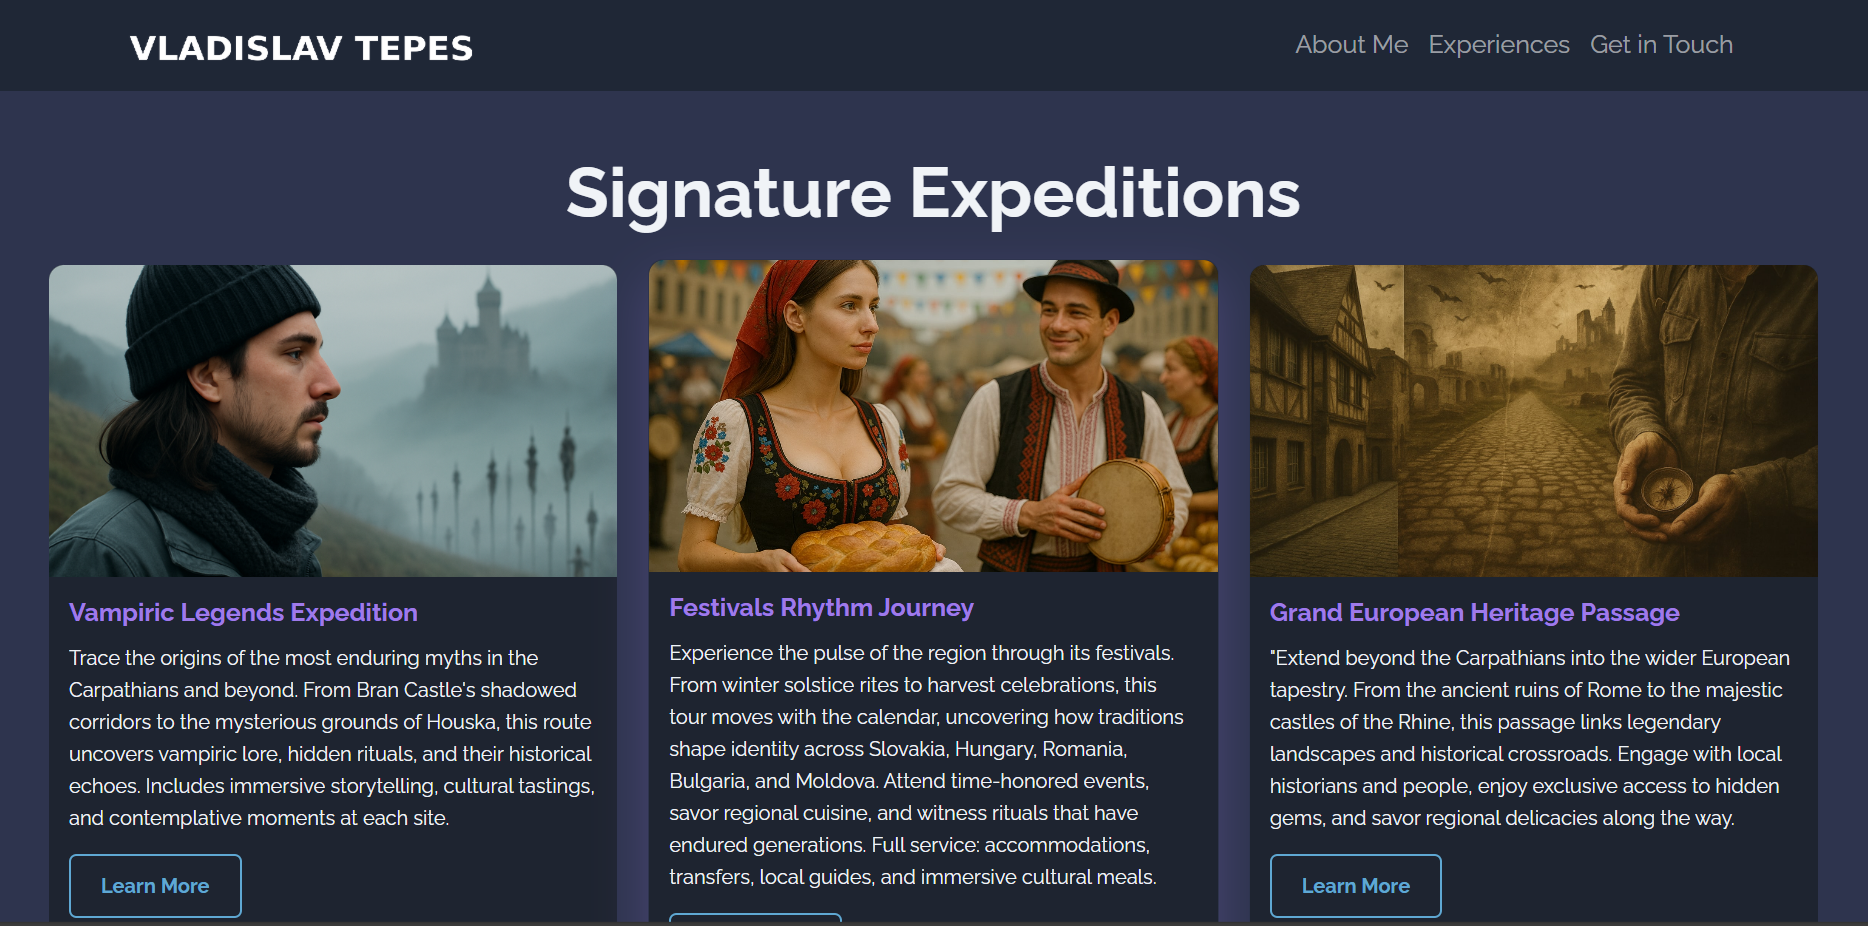 VLADISLAV TEPES
About Me Experiences Get in Touch
Signature Expeditions
Vampiric Legends Expedition
Trace the origins of the most enduring myths in the
Carpathians and beyond. From Bran Castle's shadowed
corridors to the mysterious grounds of Houska, this route
uncovers vampiric lore, hidden rituals, and their historical
echoes. Includes immersive storytelling, cultural tastings,
and contemplative moments at each site.
Learn More
Festivals Rhythm Journey
Experience the pulse of the region through its festivals.
From winter solstice rites to harvest celebrations, this
tour moves with the calendar, uncovering how traditions
shape identity across Slovakia, Hungary, Romania,
Bulgaria, and Moldova. Attend time-honored events,
savor regional cuisine, and witness rituals that have
endured generations. Full service: accommodations,
transfers, local guides, and immersive cultural meals.
Grand European Heritage Passage
"Extend beyond the Carpathians into the wider European
tapestry. From the ancient ruins of Rome to the majestic
castles of the Rhine, this passage links legendary
landscapes and historical crossroads. Engage with local
historians and people, enjoy exclusive access to hidden
gems, and savor regional delicacies along the way.
Learn More